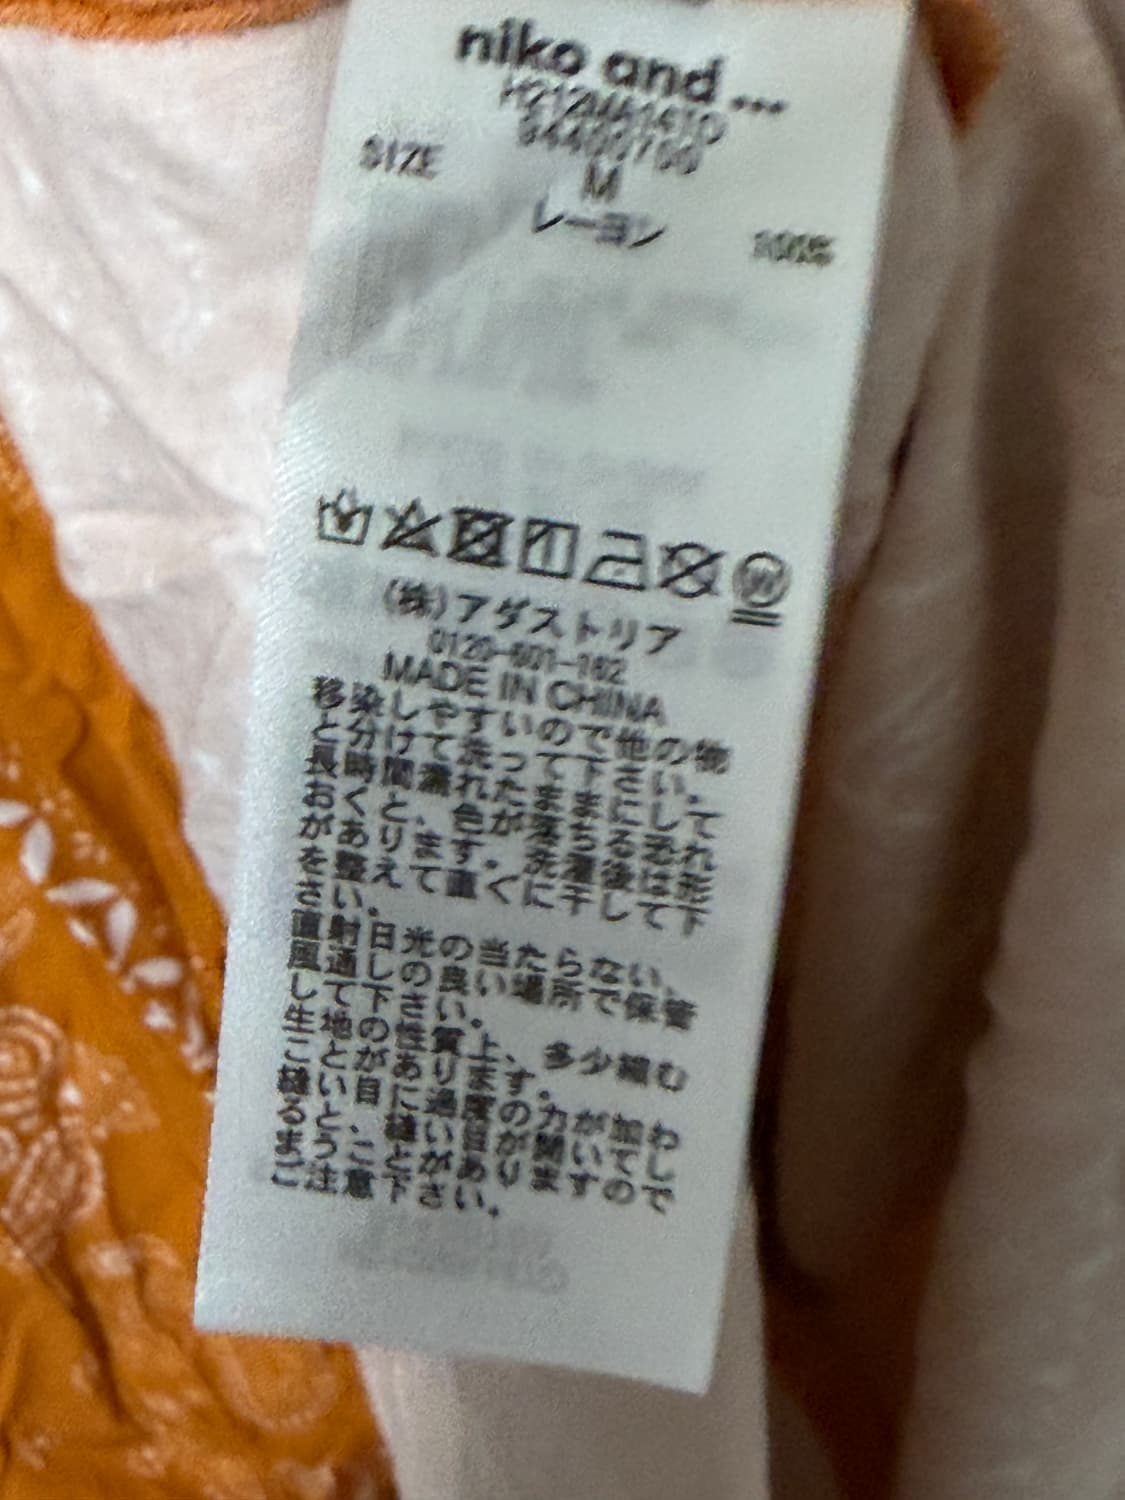 niko and ...
SIZE
M
レーヨン 100%
W
(株)アダストリア
0120-601-162
MADE IN CHINA
移染しやすいので他の物
と分けて洗って下さい。
長時間濡れたままにして
おくと、色が落ちる恐れ
があります。洗濯後は形
を整えて直ぐに干して下
さい。
直射日光の当たらない、
風通しの良い場所で保管
して下さい。
生地の性質上、多少縮む
ことがあります。
縫い目に過度の力が加わ
るとい縫い目が開いてし
まうとがありますので
ご注意下さい。